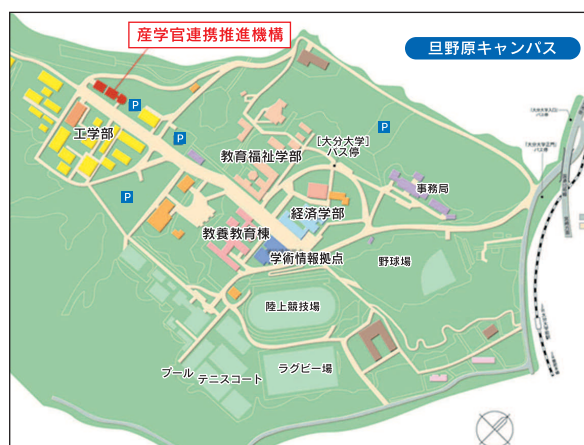 産学官連携推進機構
旦野原キャンパス
P
P
P
P
工学部
教育福祉学部
[大分大学]
バス停
事務局
経済学部
教養教育棟
学術情報拠点
野球場
陸上競技場
ラグビー場
プール
テニスコート